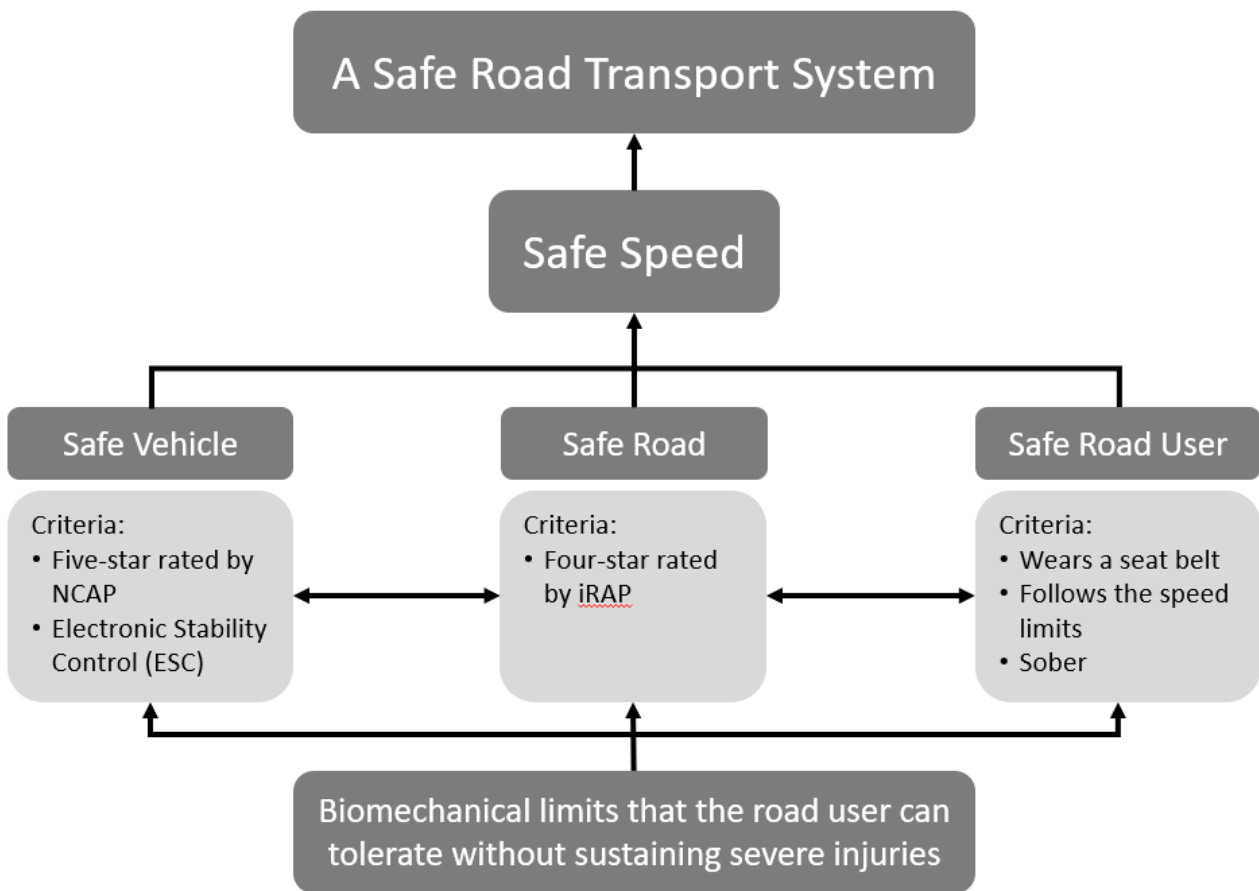 A Safe Road Transport System
Safe Speed
Safe Vehicle
Criteria:
• Five-star rated by
NCAP
• Electronic Stability
Control (ESC)
Safe Road
Criteria:
• Four-star rated
by iRAP
Safe Road User
Criteria:
• Wears a seat belt
• Follows the speed
limits
• Sober
Biomechanical limits that the road user can
tolerate without sustaining severe injuries